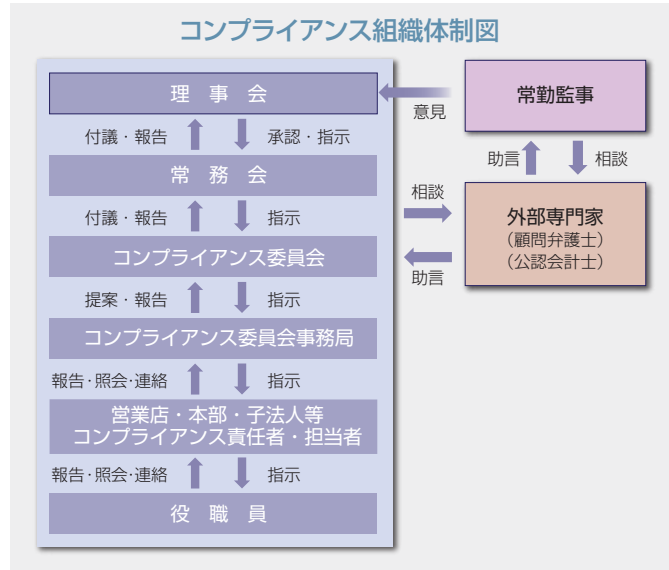 コンプライアンス組織体制図
理事会
常勤監事
意見
付議・報告
承認・指示
助言
相談
常務会
相談
外部専門家
（顧問弁護士）
（公認会計士）
付議・報告
指示
コンプライアンス委員会
助言
提案・報告
指示
コンプライアンス委員会事務局
報告・照会・連絡
指示
営業店・本部・子法人等
コンプライアンス責任者・担当者
報告・照会・連絡
指示
役職員